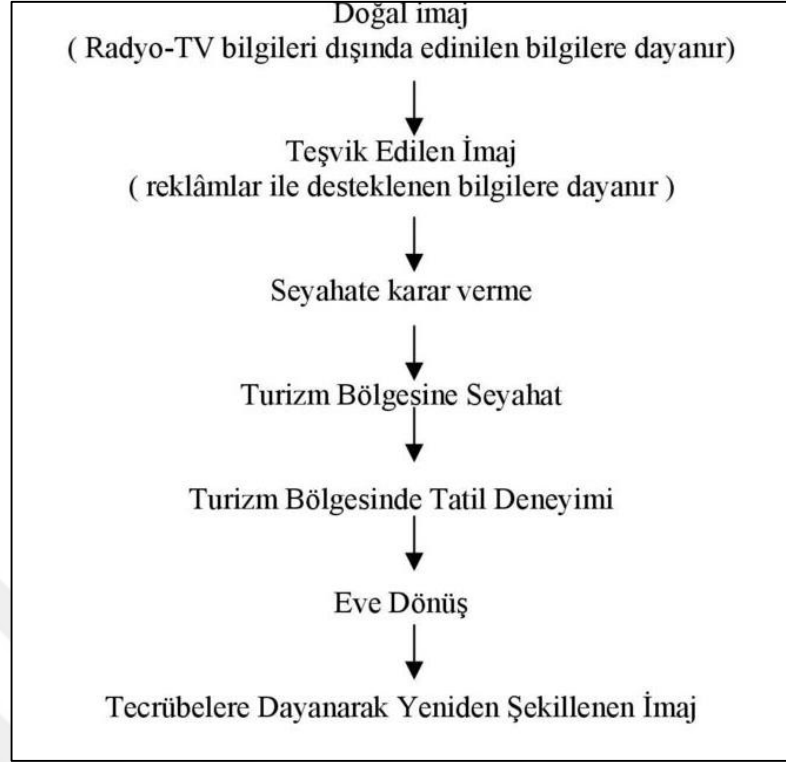 Doğal imaj
( Radyo-TV bilgileri dışında edinilen bilgilere dayanır)
Teşvik Edilen İmaj
( reklâmlar ile desteklenen bilgilere dayanır )
Seyahate karar verme
Turizm Bölgesine Seyahat
Turizm Bölgesinde Tatil Deneyimi
Eve Dönüş
Tecrübelere Dayanarak Yeniden Şekillenen İmaj